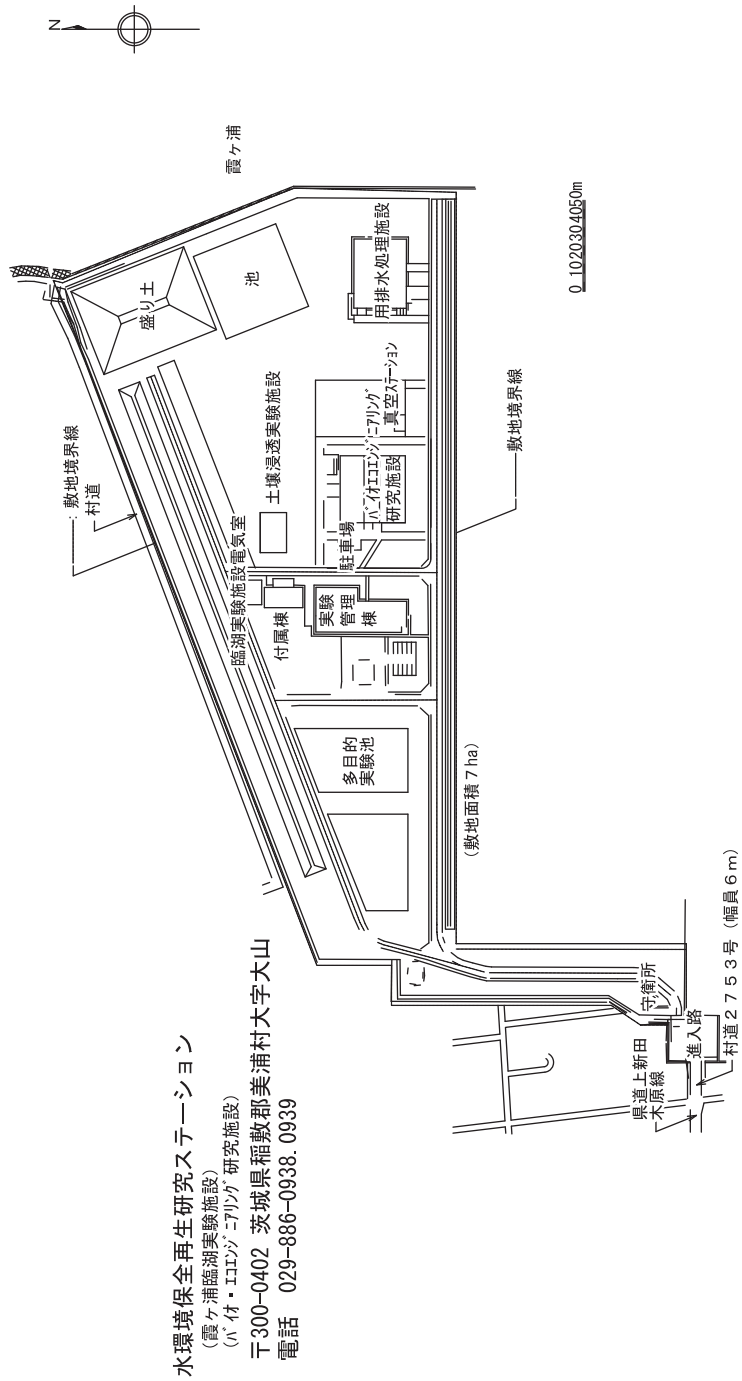 水環境保全再生研究ステーション
(霞ヶ浦臨湖実験施設)
(バイオ・エコエンジニアリング研究施設)
〒300-0402 茨城県稲敷郡美浦村大字大山
電話 029-886-0938.0939
N
霞ヶ浦
:敷地境界線
村道
盛り土
池
臨湖実験施設電気室
土壌浸透実験施設
付属棟
実験
管理
棟
駐車場
バイオエコエンジニアリング
研究施設
真空ステーション
用排水処理施設
多目的
実験池
(敷地面積7ha)
敷地境界線
0 1020304050m
守衛所
進入路
県道上新田
木原線
村道2753号(幅員6m)